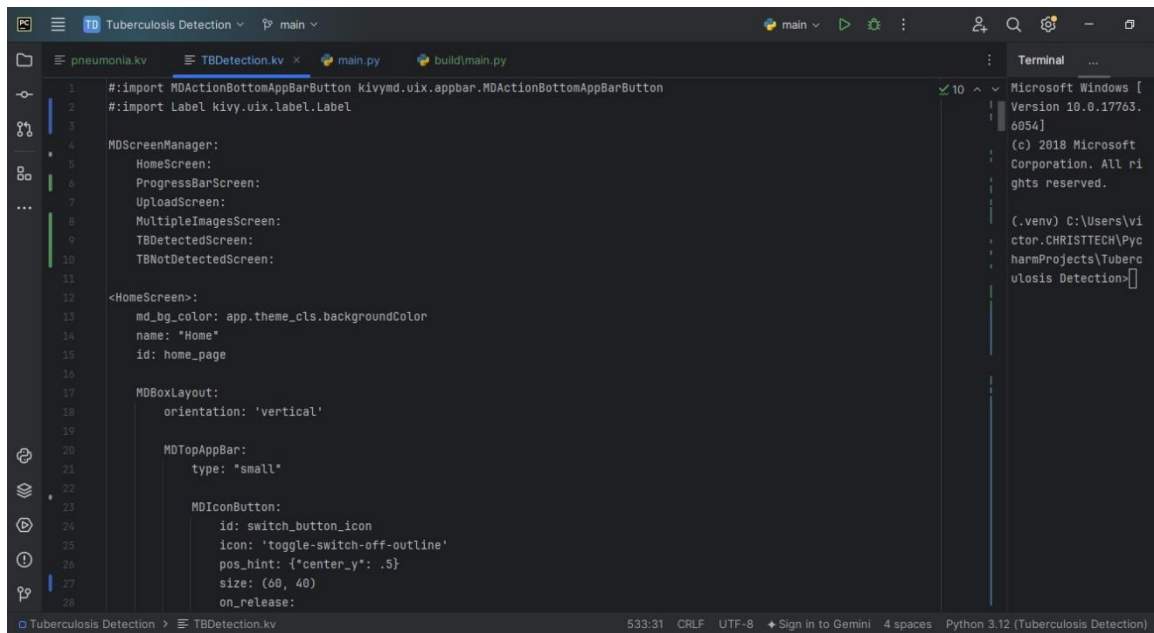 PC TD Tuberculosis Detection main main
pneumonia.kv TBDetection.kv main.py build\main.py Terminal ...
1 #:import MDActionBottomAppBarButton kivymd.uix.appbar.MDActionBottomAppBarButton
2 #:import Label kivy.uix.label.Label
3
4 MDScreenManager:
5 HomeScreen:
6 ProgressBarScreen:
7 UploadScreen:
8 MultipleImagesScreen:
9 TBDetectedScreen:
10 TBNotDetectedScreen:
11
12 <HomeScreen>:
13 md_bg_color: app.theme_cls.backgroundColor
14 name: "Home"
15 id: home_page
16
17 MDBoxLayout:
18 orientation: 'vertical'
19
20 MDTopAppBar:
21 type: "small"
22
23 MDIconButton:
24 id: switch_button_icon
25 icon: 'toggle-switch-off-outline'
26 pos_hint: {"center_y": .5}
27 size: (60, 40)
28 on_release:
10
Microsoft Windows [
Version 10.0.17763.
6054]
(c) 2018 Microsoft
Corporation. All ri
ghts reserved.
(.venv) C:\Users\vi
ctor.CHRISTTECH\Pyc
harmProjects\Tuberc
ulosis Detection>
Tuberculosis Detection > TBDetection.kv 533:31 CRLF UTF-8 Sign in to Gemini 4 spaces Python 3.12 (Tuberculosis Detection)